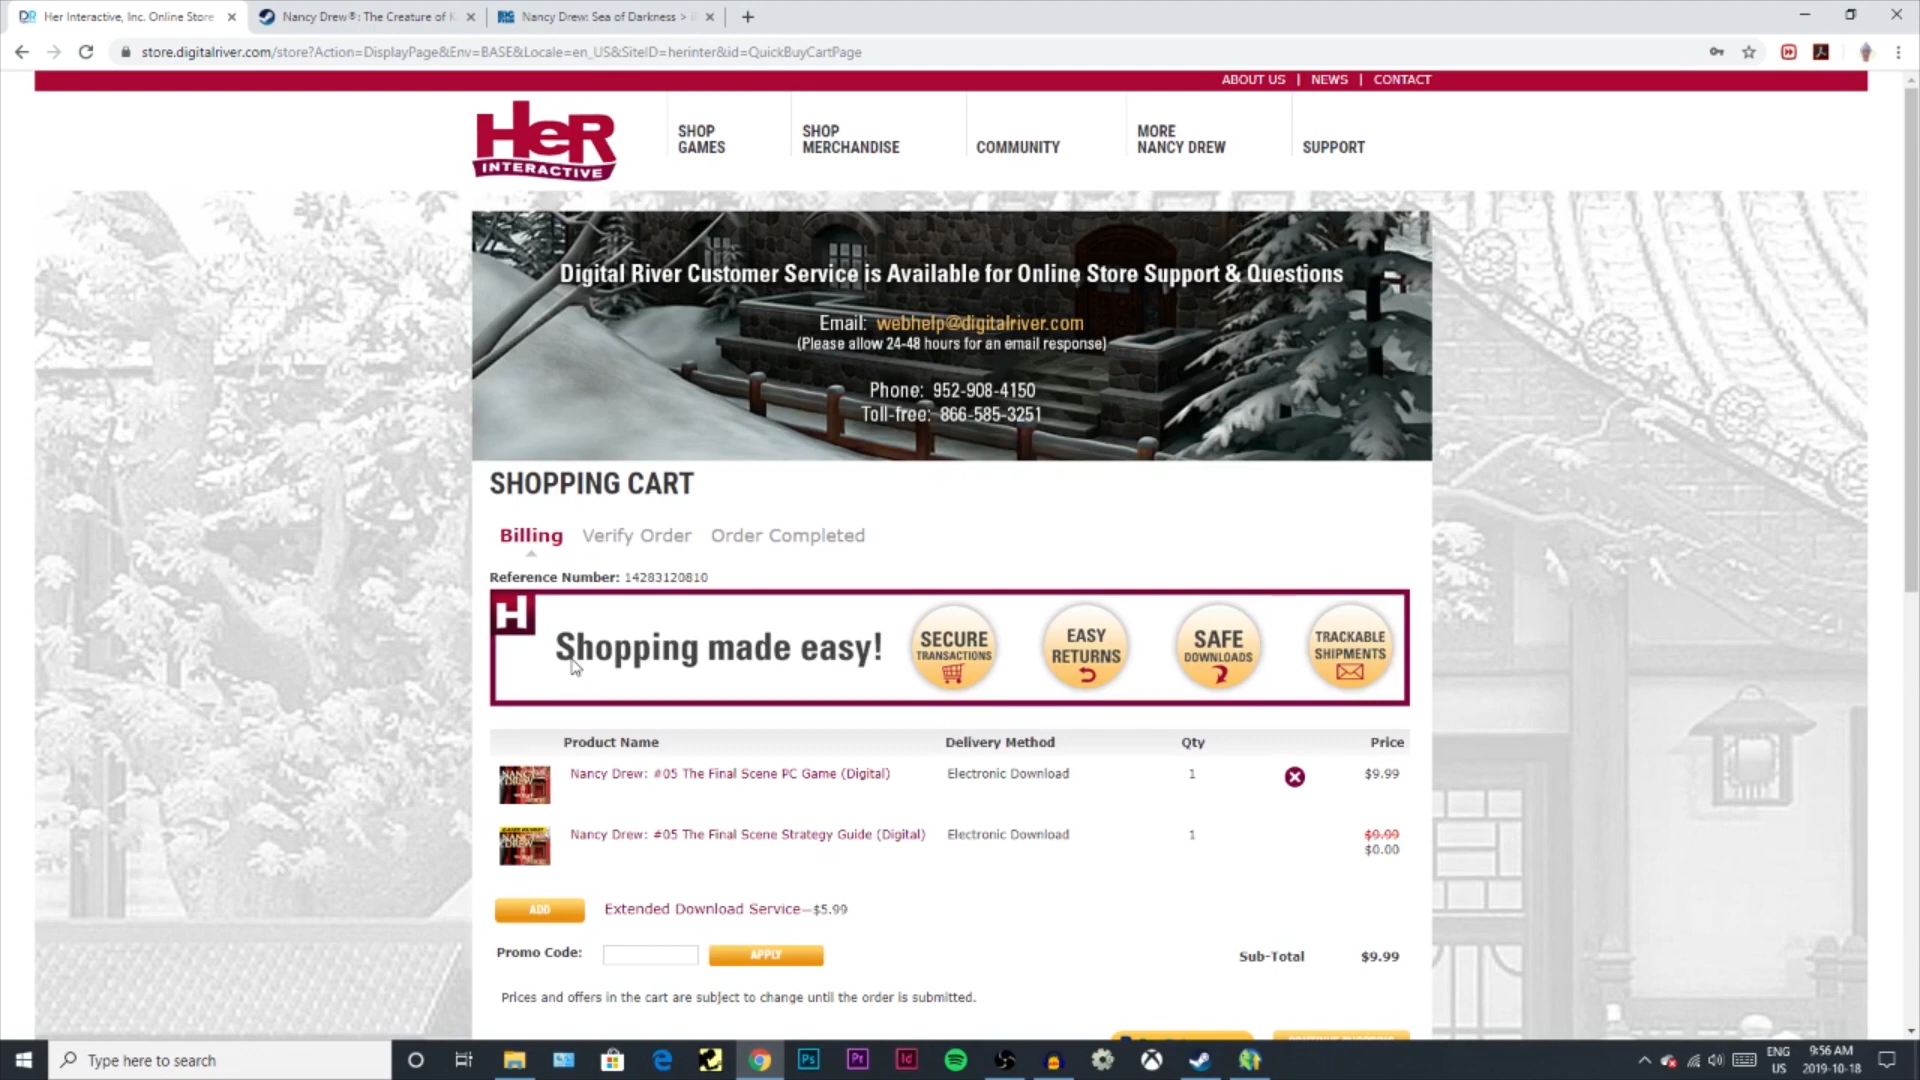 Her Interactive, Inc. Online Store
Nancy Drew®: The Creature of K
Nancy Drew: Sea of Darkness > i
store.digitalriver.com/store?Action=DisplayPage&Env=BASE&Locale=en_US&SiteID=herinter&id=QuickBuyCartPage
ABOUT US | NEWS | CONTACT
HeR
INTERACTIVE
SHOP
GAMES
SHOP
MERCHANDISE
COMMUNITY
MORE
NANCY DREW
SUPPORT
Digital River Customer Service is Available for Online Store Support & Questions
Email: webhelp@digitalriver.com
(Please allow 24-48 hours for an email response)
Phone: 952-908-4150
Toll-free: 866-585-3251
SHOPPING CART
Billing Verify Order Order Completed
Reference Number: 14283120810
H
Shopping made easy!
SECURE
TRANSACTIONS
EASY
RETURNS
SAFE
DOWNLOADS
TRACKABLE
SHIPMENTS
Product Name Delivery Method Qty Price
NANCY DREW
Nancy Drew: #05 The Final Scene PC Game (Digital) Electronic Download 1 $9.99
NANCY DREW
Nancy Drew: #05 The Final Scene Strategy Guide (Digital) Electronic Download 1 $9.99
$0.00
ADD Extended Download Service—$5.99
Promo Code: APPLY
Sub-Total $9.99
Prices and offers in the cart are subject to change until the order is submitted.
Type here to search
Ps
Pr
Id
ENG
US
9:56 AM
2019-10-18